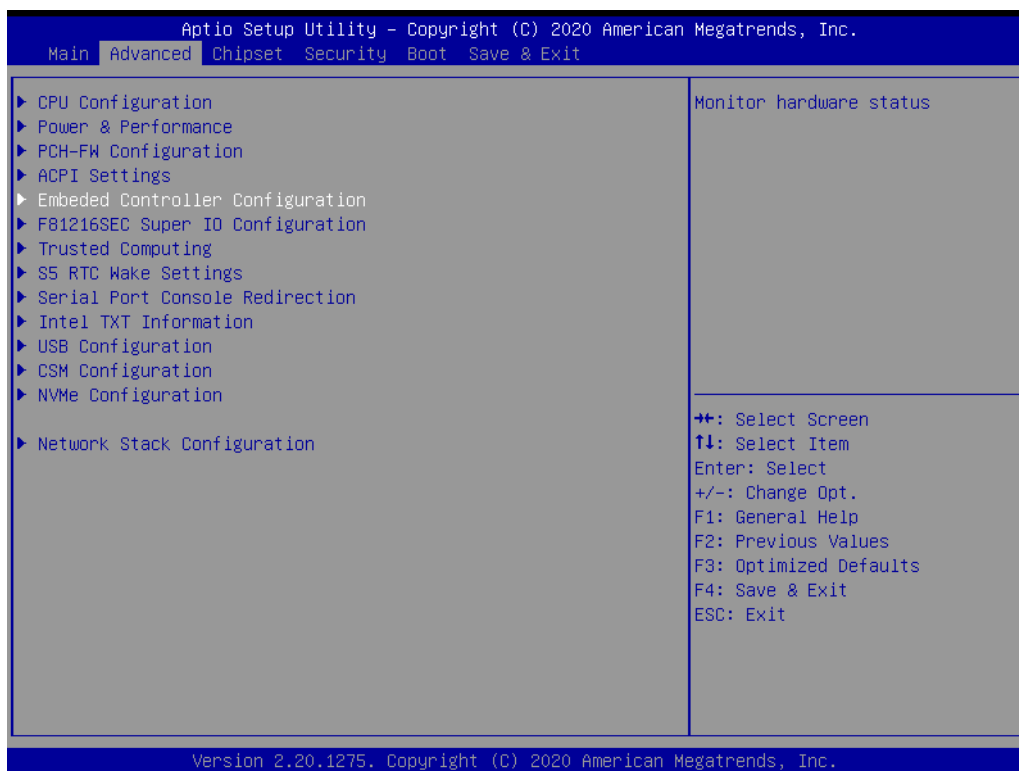 Aptio Setup Utility – Copyright (C) 2020 American Megatrends, Inc.
Main Advanced Chipset Security Boot Save & Exit
▶ CPU Configuration
▶ Power & Performance
▶ PCH-FW Configuration
▶ ACPI Settings
▶ Embeded Controller Configuration
▶ F81216SEC Super IO Configuration
▶ Trusted Computing
▶ S5 RTC Wake Settings
▶ Serial Port Console Redirection
▶ Intel TXT Information
▶ USB Configuration
▶ CSM Configuration
▶ NVMe Configuration
▶ Network Stack Configuration
Monitor hardware status
→←: Select Screen
↑↓: Select Item
Enter: Select
+/-: Change Opt.
F1: General Help
F2: Previous Values
F3: Optimized Defaults
F4: Save & Exit
ESC: Exit
Version 2.20.1275. Copyright (C) 2020 American Megatrends, Inc.